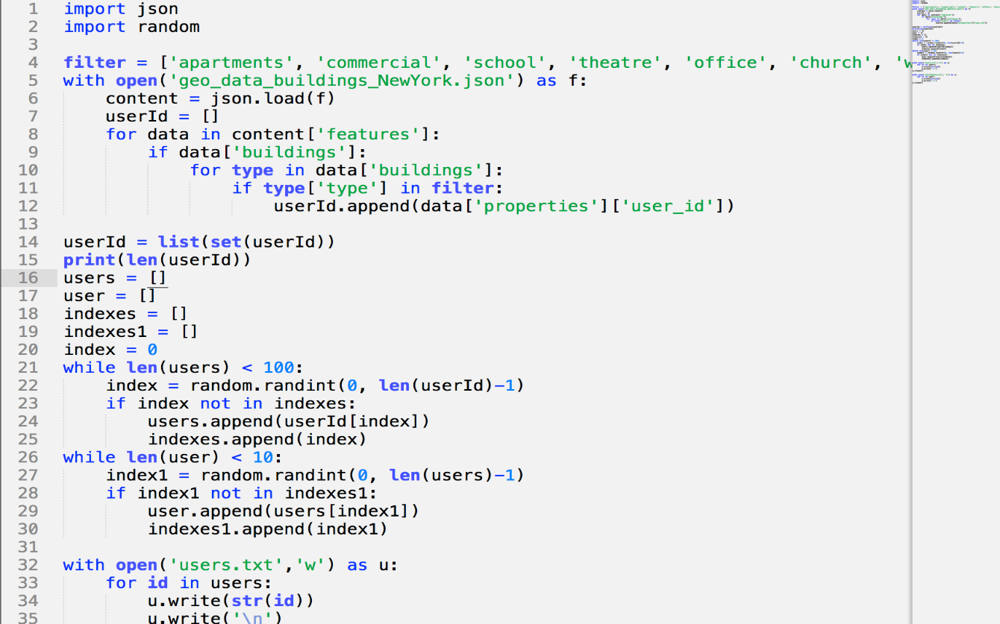 1 import json
2 import random
3
4 filter = ['apartments', 'commercial', 'school', 'theatre', 'office', 'church', '
5 with open('geo_data_buildings_NewYork.json') as f:
6     content = json.load(f)
7     userId = []
8     for data in content['features']:
9         if data['buildings']:
10             for type in data['buildings']:
11                 if type['type'] in filter:
12                     userId.append(data['properties']['user_id'])
13
14 userId = list(set(userId))
15 print(len(userId))
16 users = []
17 user = []
18 indexes = []
19 indexes1 = []
20 index = 0
21 while len(users) < 100:
22     index = random.randint(0, len(userId)-1)
23     if index not in indexes:
24         users.append(userId[index])
25         indexes.append(index)
26 while len(user) < 10:
27     index1 = random.randint(0, len(users)-1)
28     if index1 not in indexes1:
29         user.append(users[index1])
30         indexes1.append(index1)
31
32 with open('users.txt','w') as u:
33     for id in users:
34         u.write(str(id))
35         u.write('\n')